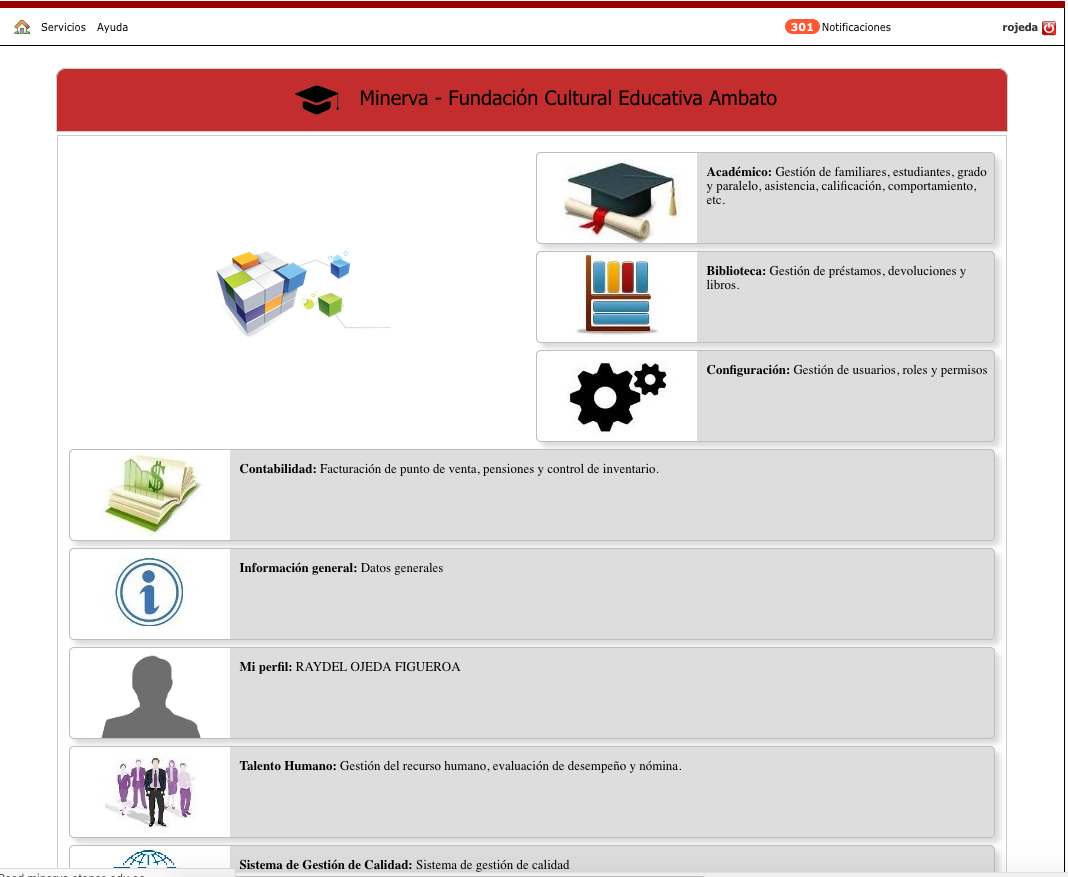 Servicios Ayuda
301 Notificaciones
rojeda
Minerva - Fundación Cultural Educativa Ambato
Académico: Gestión de familiares, estudiantes, grado
y paralelo, asistencia, calificación, comportamiento,
etc.
Biblioteca: Gestión de préstamos, devoluciones y
libros.
Configuración: Gestión de usuarios, roles y permisos
Contabilidad: Facturación de punto de venta, pensiones y control de inventario.
Información general: Datos generales
Mi perfil: RAYDEL OJEDA FIGUEROA
Talento Humano: Gestión del recurso humano, evaluación de desempeño y nómina.
Sistema de Gestión de Calidad: Sistema de gestión de calidad